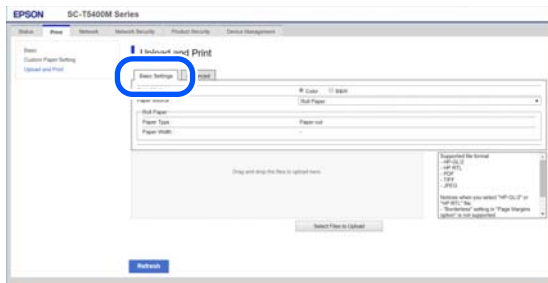 EPSON SC-T5400M Series
Status Print Network Network Security Product Security Device Management
Basic
Custom Paper Setting
Upload and Print
Upload and Print
Basic Settings
Color B&W
Roll Paper
Roll Paper
Paper Type Paper out
Paper Width -
Drag and drop the files to upload here.
Supported file format
- HP-GL/2
- HP-RTL
- PDF
- TIFF
- JPEG
Notices when you select "HP-GL/2" or
"HP-RTL" file.
- "Borderless" setting in "Page Margins
option" is not supported.
Select Files to Upload
Refresh